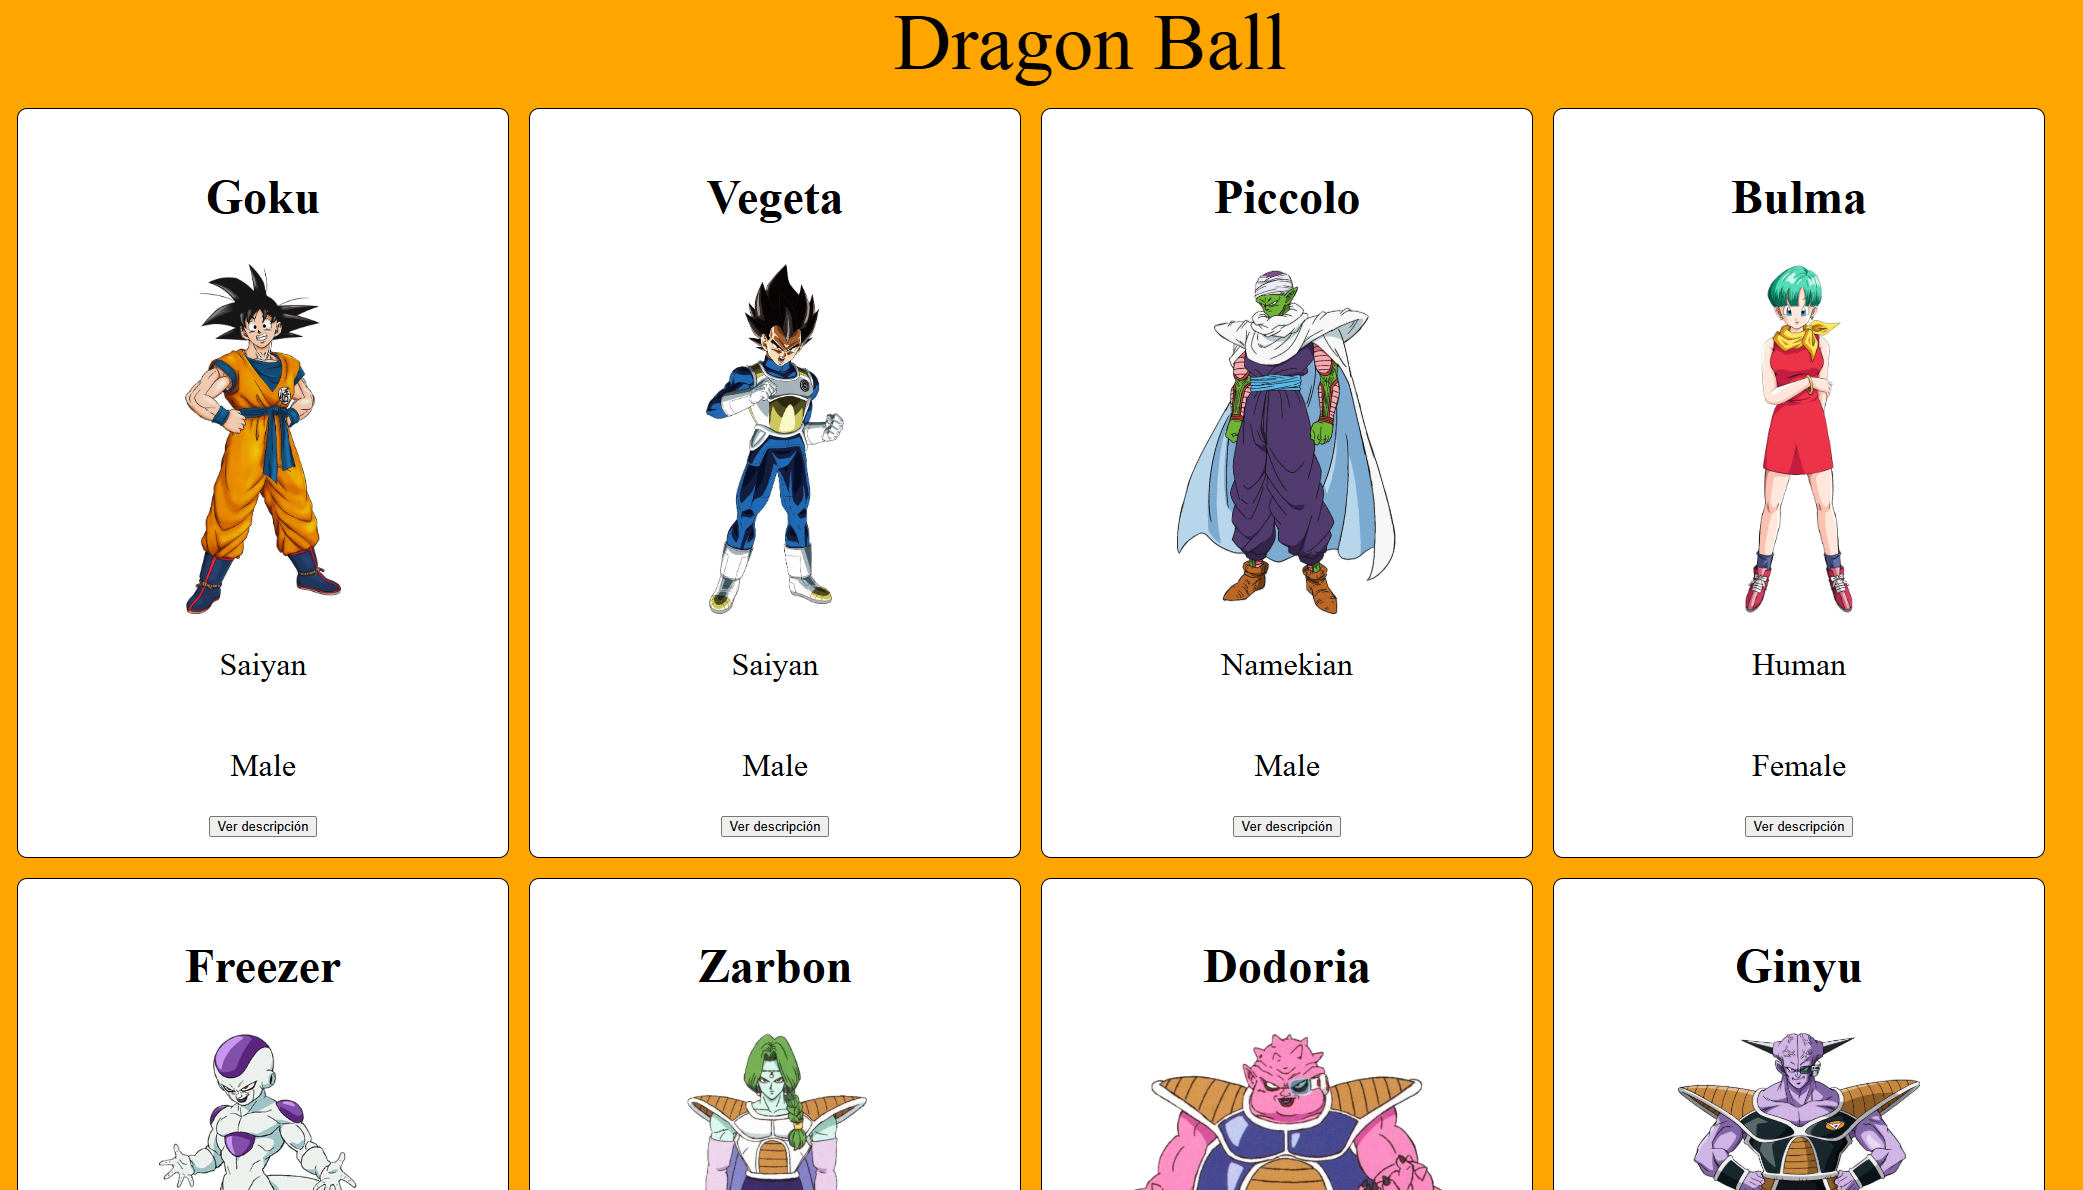 Dragon Ball
Goku
Vegeta
Piccolo
Bulma
Saiyan
Saiyan
Namekian
Human
Male
Male
Male
Female
Ver descripción
Ver descripción
Ver descripción
Ver descripción
Freezer
Zarbon
Dodoria
Ginyu